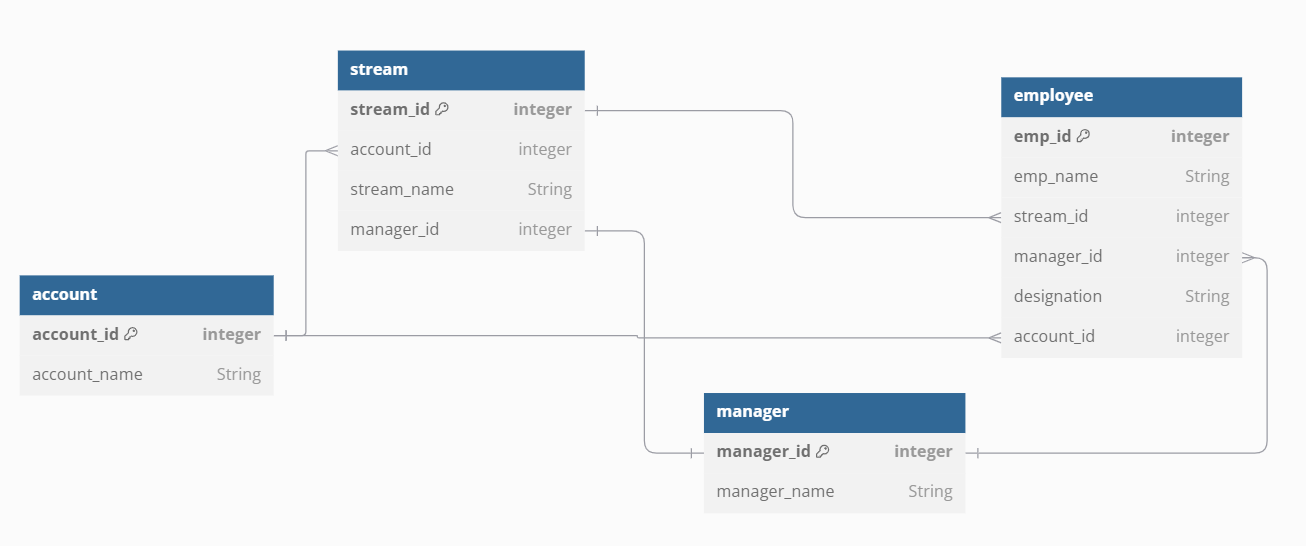 stream
stream_id integer
account_id integer
stream_name String
manager_id integer
employee
emp_id integer
emp_name String
stream_id integer
manager_id integer
designation String
account_id integer
account
account_id integer
account_name String
manager
manager_id integer
manager_name String